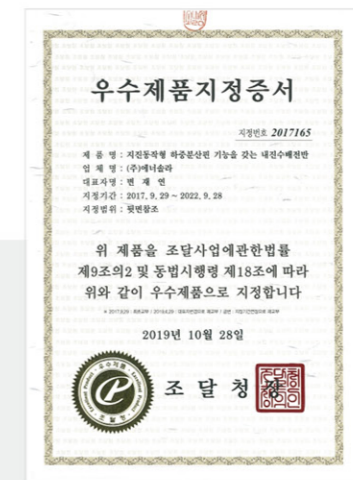 우수제품지정증서
지정번호 2017165
제 품 명 : 지진동작형 하중분산된 기능을 갖는 내진수배전반
업 체 명 : (주)에너솔라
대표자명 : 변 재 연
지정기간 : 2017. 9. 29 ~ 2022. 9. 28
지정범위 : 뒷면참조
위 제품을 조달사업에관한법률
제9조의2 및 동법시행령 제18조에 따라
위와 같이 우수제품으로 지정합니다
2019년 10월 28일
조 달 청 장